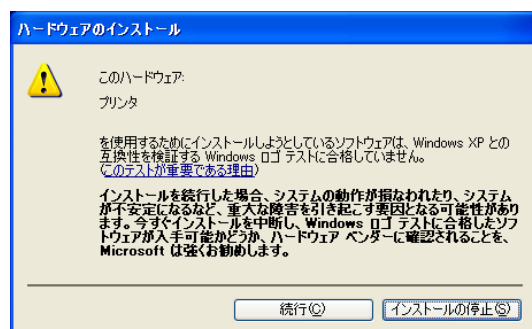 ハードウェアのインストール
このハードウェア:
プリンタ
を使用するためにインストールしようとしているソフトウェアは、Windows XP との
互換性を検証する Windows ロゴ テストに合格していません。
(このテストが重要である理由)
インストールを続行した場合、システムの動作が損なわれたり、システム
が不安定になるなど、重大な障害を引き起こす要因となる可能性があり
ます。今すぐインストールを中断し、Windows ロゴ テストに合格したソフ
トウェアが入手可能かどうか、ハードウェア ベンダーに確認されることを、
Microsoft は強くお勧めします。
続行(C)
インストールの停止(S)